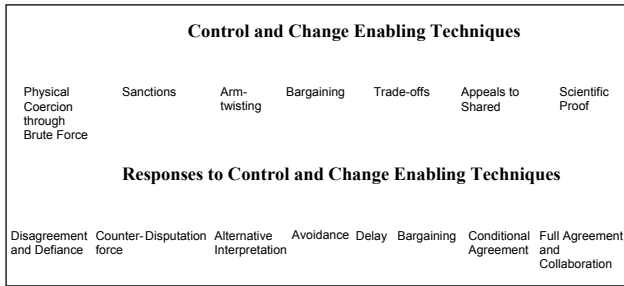 Control and Change Enabling Techniques
Physical Coercion through Brute Force
Sanctions
Arm-twisting
Bargaining
Trade-offs
Appeals to Shared
Scientific Proof
Responses to Control and Change Enabling Techniques
Disagreement and Defiance
Counter-force
Disputation
Alternative Interpretation
Avoidance
Delay
Bargaining
Conditional Agreement
Full Agreement and Collaboration